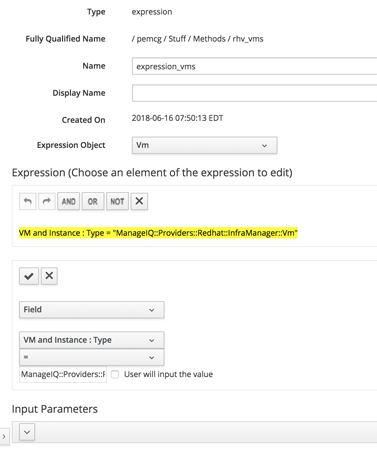 Type expression
Fully Qualified Name / pemcg / Stuff / Methods / rhv_vms
Name expression_vms
Display Name
Created On 2018-06-16 07:50:13 EDT
Expression Object Vm
Expression (Choose an element of the expression to edit)
AND OR NOT
VM and Instance : Type = "ManageIQ::Providers::Redhat::InfraManager::Vm"
Field
VM and Instance : Type
=
ManageIQ::Providers::F User will input the value
Input Parameters